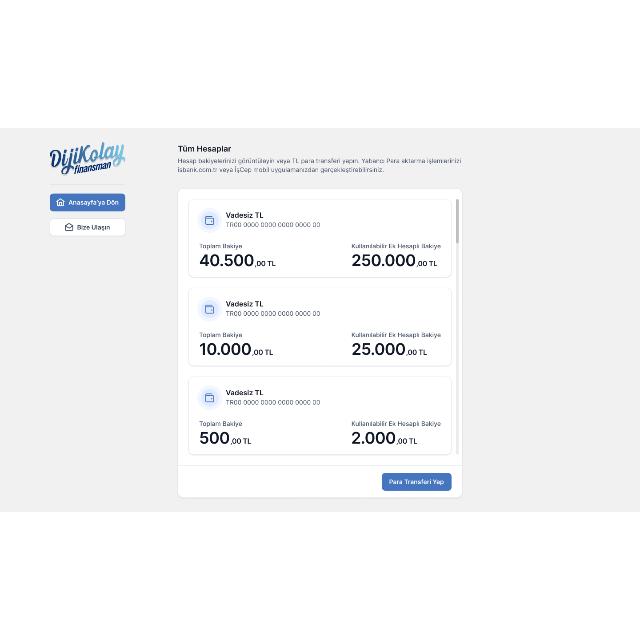 DijiKolay
finansman
Anasayfa'ya Dön
Bize Ulaşın
Tüm Hesaplar
Hesap bakiyelerinizi görüntüleyin veya TL para transferi yapın. Yabancı Para aktarma işlemlerinizi
isbank.com.tr veya İşCep mobil uygulamanızdan gerçekleştirebilirsiniz.
Vadesiz TL
TR00 0000 0000 0000 0000 00
Toplam Bakiye
Kullanılabilir Ek Hesaplı Bakiye
40.500,00 TL
250.000,00 TL
Vadesiz TL
TR00 0000 0000 0000 0000 00
Toplam Bakiye
Kullanılabilir Ek Hesaplı Bakiye
10.000,00 TL
25.000,00 TL
Vadesiz TL
TR00 0000 0000 0000 0000 00
Toplam Bakiye
Kullanılabilir Ek Hesaplı Bakiye
500,00 TL
2.000,00 TL
Para Transferi Yap